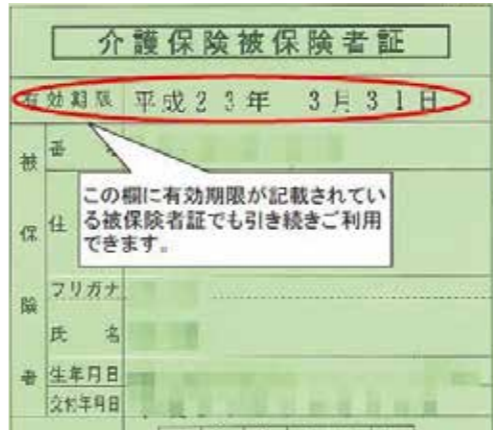 介護保険被保険者証
有効期限 平成23年 3月31日
被保険者
番
この欄に有効期限が記載されてい
る被保険者証でも引き続きご利用
できます。
住
フリガナ
氏 名
生年月日
交付年月日